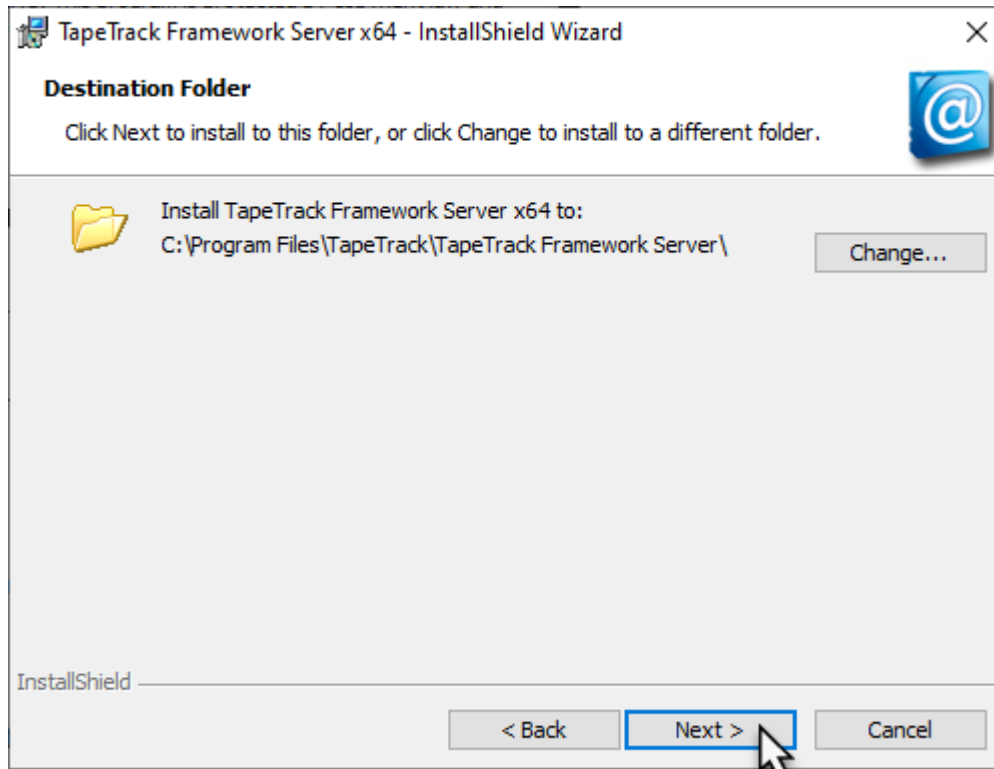 TapeTrack Framework Server x64 - InstallShield Wizard
Destination Folder
Click Next to install to this folder, or click Change to install to a different folder.
Install TapeTrack Framework Server x64 to:
C:\Program Files\TapeTrack\TapeTrack Framework Server\
Change...
InstallShield
< Back
Next >
Cancel